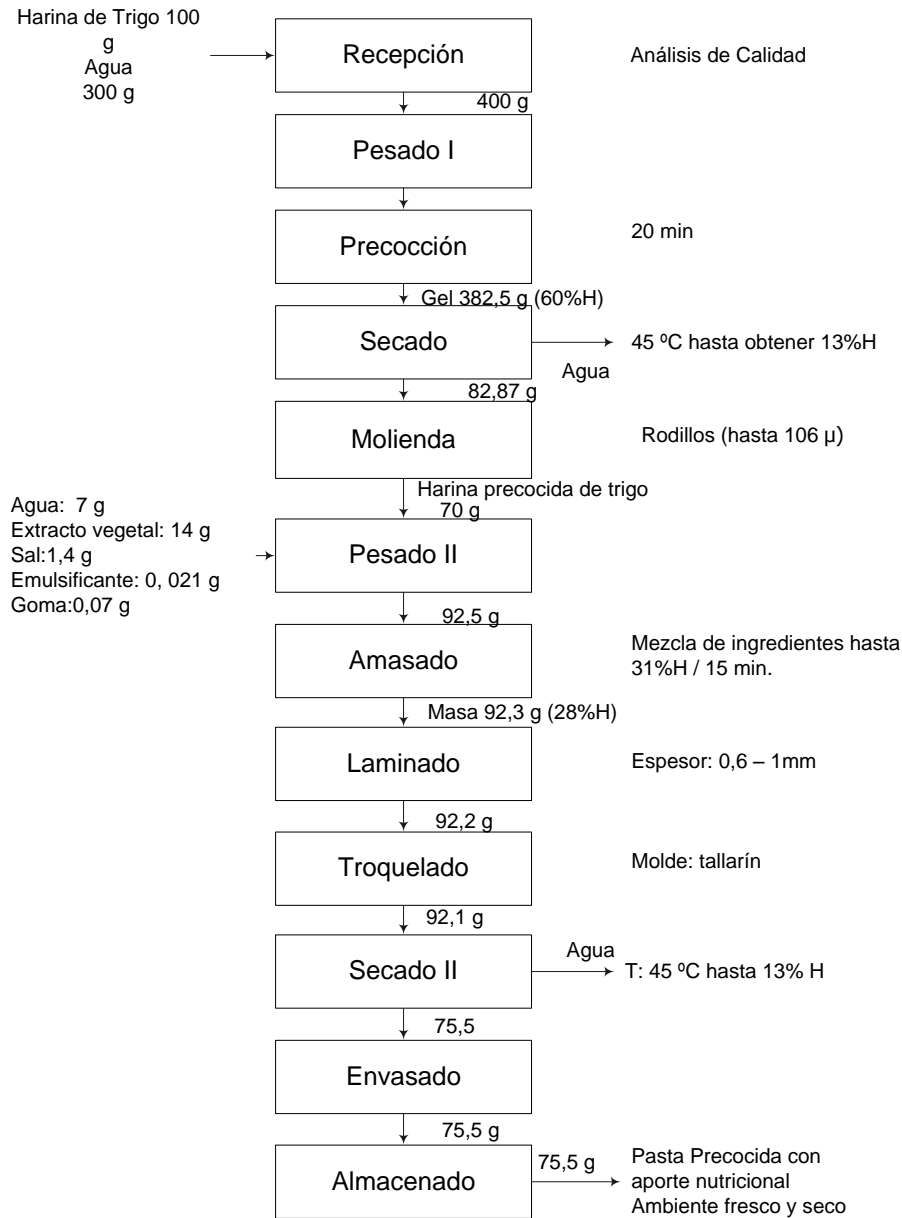 Harina de Trigo 100
g
Agua
300 g
Recepción
Análisis de Calidad
400 g
Pesado I
Precocción
20 min
Gel 382,5 g (60%H)
Secado
45 ºC hasta obtener 13%H
Agua
82,87 g
Molienda
Rodillos (hasta 106 µ)
Harina precocida de trigo
70 g
Agua: 7 g
Extracto vegetal: 14 g
Sal:1,4 g
Emulsificante: 0, 021 g
Goma:0,07 g
Pesado II
92,5 g
Amasado
Mezcla de ingredientes hasta
31%H / 15 min.
Masa 92,3 g (28%H)
Laminado
Espesor: 0,6 – 1mm
92,2 g
Troquelado
Molde: tallarín
92,1 g
Secado II
Agua
T: 45 ºC hasta 13% H
75,5
Envasado
75,5 g
Almacenado
75,5 g
Pasta Precocida con
aporte nutricional
Ambiente fresco y seco